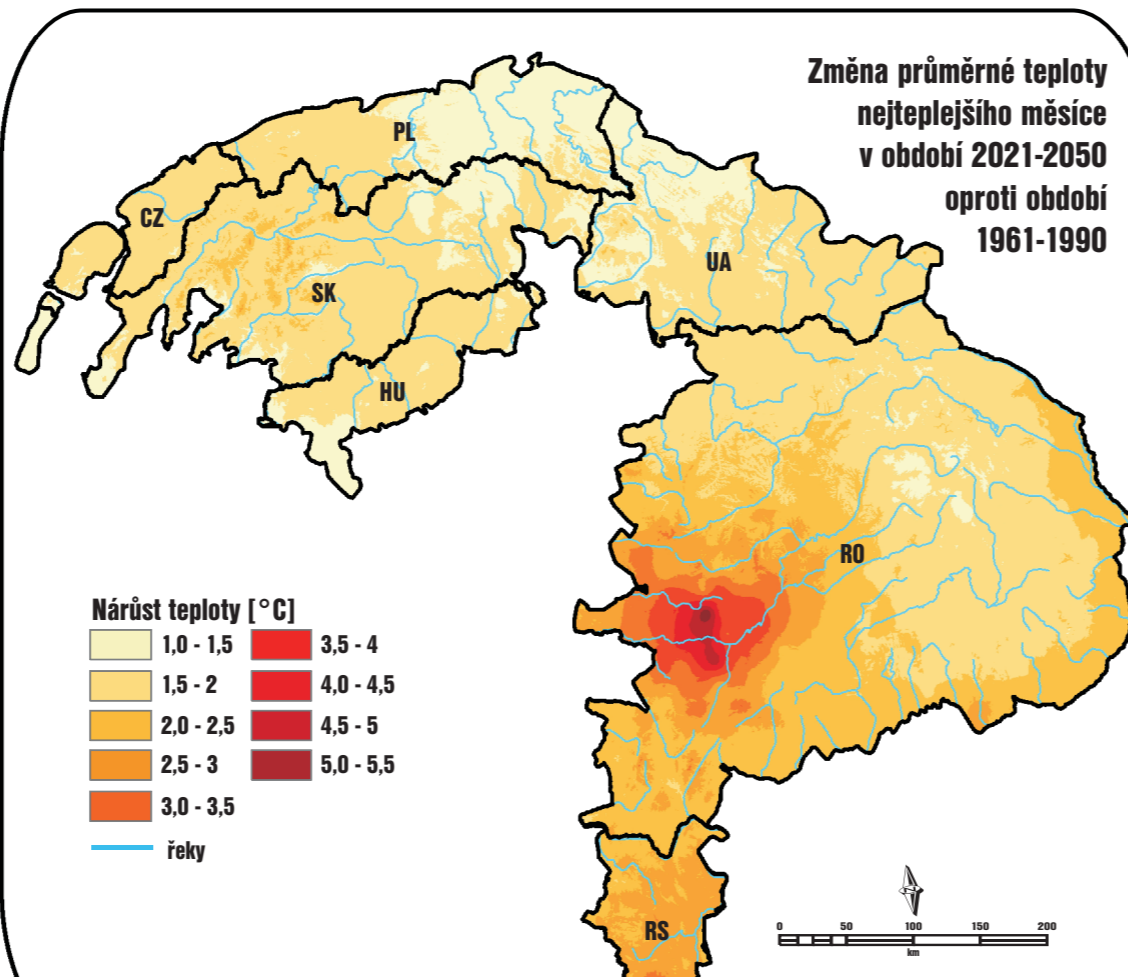 Změna průměrné teploty
nejteplejšího měsíce
v období 2021-2050
oproti období
1961-1990
PL
CZ
UA
SK
HU
RO
Nárůst teploty [°C]
1,0 - 1,5
3,5 - 4
1,5 - 2
4,0 - 4,5
2,0 - 2,5
4,5 - 5
2,5 - 3
5,0 - 5,5
3,0 - 3,5
řeky
RS
0 50 100 150 200
km